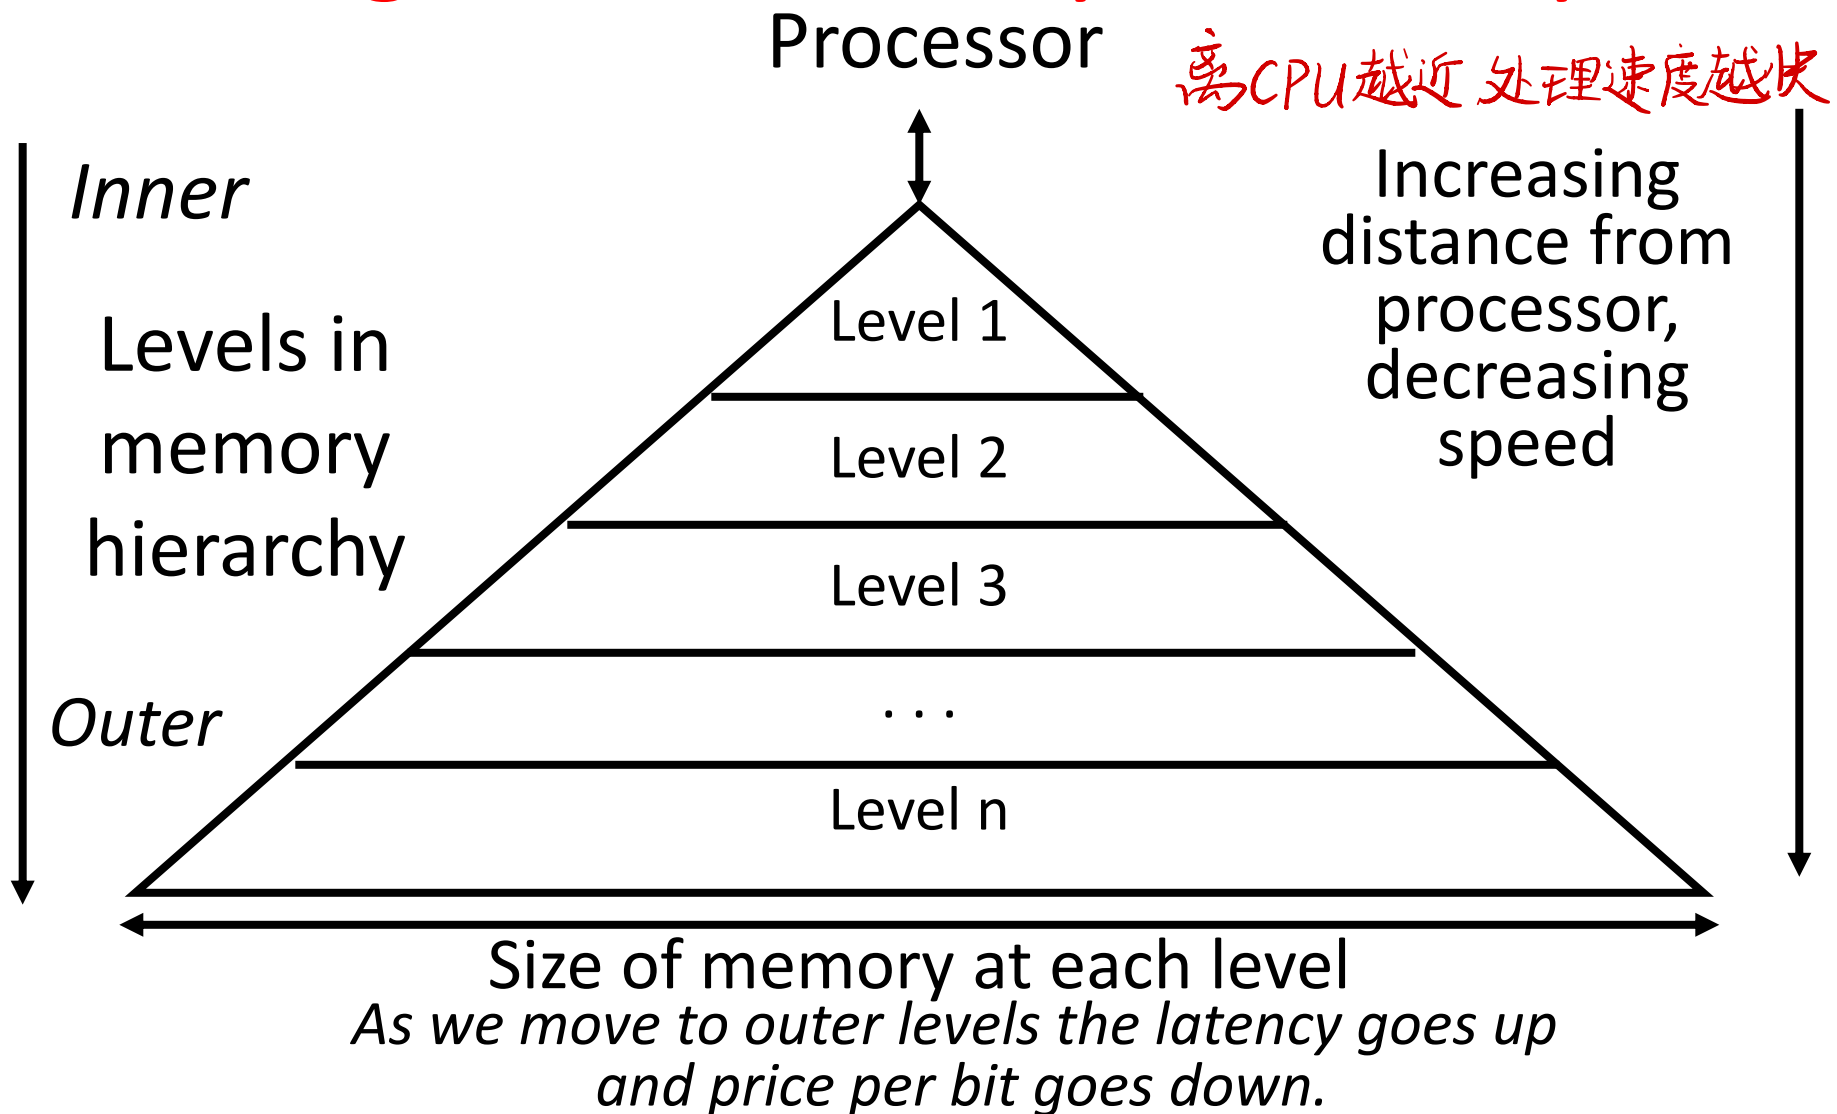 Processor
离CPU越近 处理速度越快
Inner
Increasing
distance from
processor,
decreasing
speed
Levels in
memory
hierarchy
Outer
Level 1
Level 2
Level 3
. . .
Level n
Size of memory at each level
As we move to outer levels the latency goes up
and price per bit goes down.